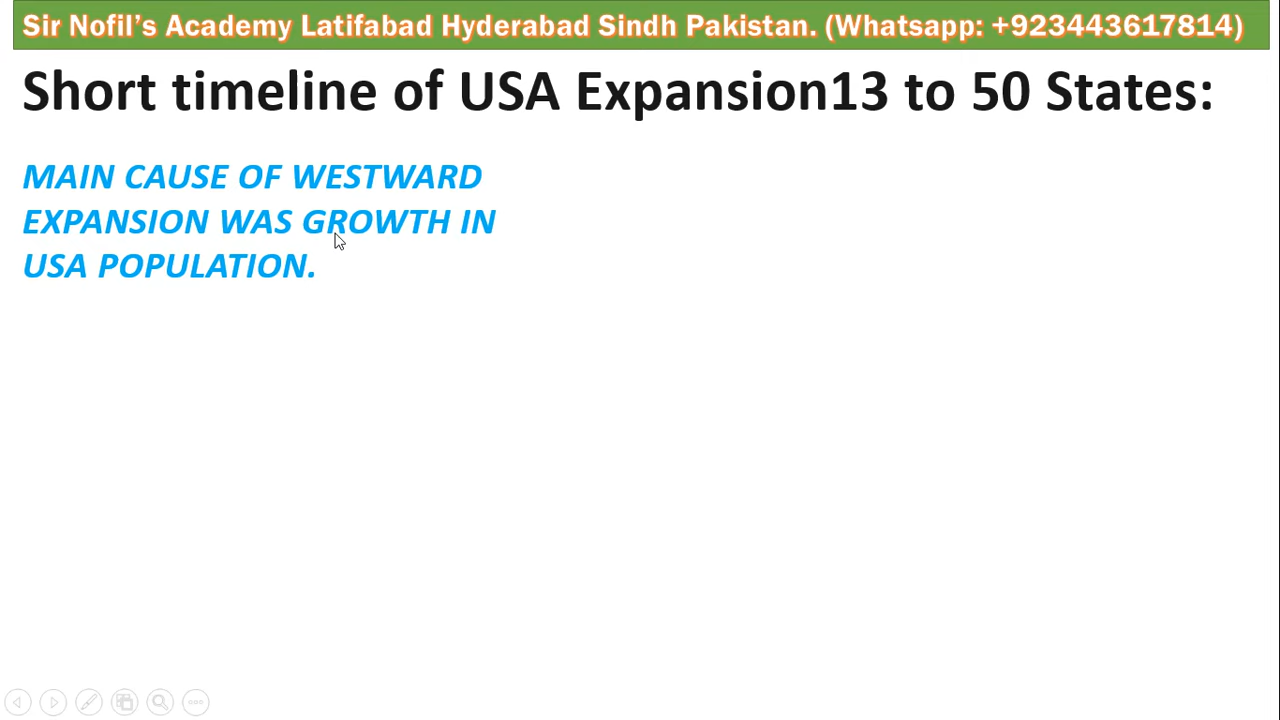 Sir Nofil’s Academy Latifabad Hyderabad Sindh Pakistan. (Whatsapp: +923443617814)
Short timeline of USA Expansion13 to 50 States:
MAIN CAUSE OF WESTWARD
EXPANSION WAS GROWTH IN
USA POPULATION.